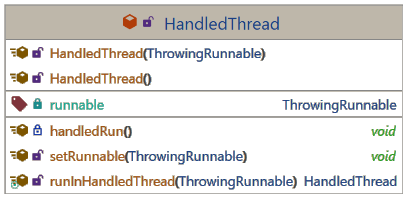 HandledThread
HandledThread(ThrowingRunnable)
HandledThread()
runnable ThrowingRunnable
handledRun() void
setRunnable(ThrowingRunnable) void
runInHandledThread(ThrowingRunnable) HandledThread